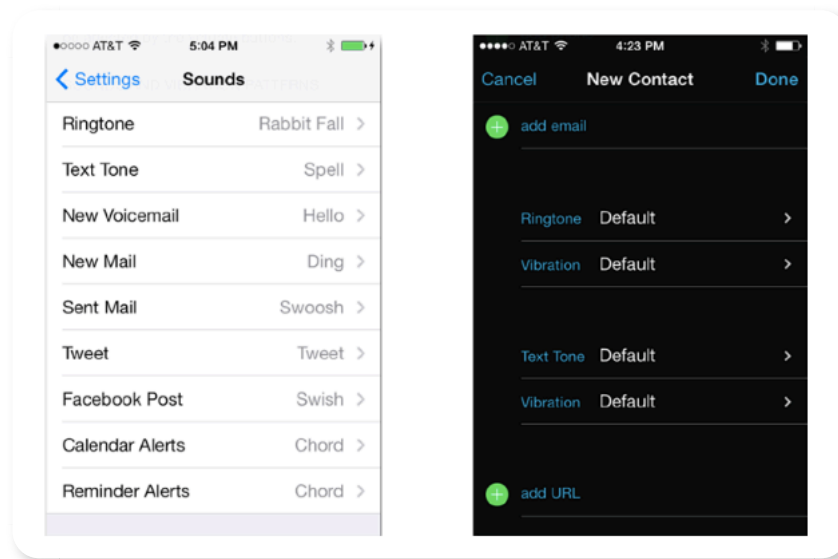 AT&T 5:04 PM
Settings Sounds
Ringtone Rabbit Fall
Text Tone Spell
New Voicemail Hello
New Mail Ding
Sent Mail Swoosh
Tweet Tweet
Facebook Post Swish
Calendar Alerts Chord
Reminder Alerts Chord
AT&T 4:23 PM
Cancel New Contact Done
add email
Ringtone Default
Vibration Default
Text Tone Default
Vibration Default
add URL